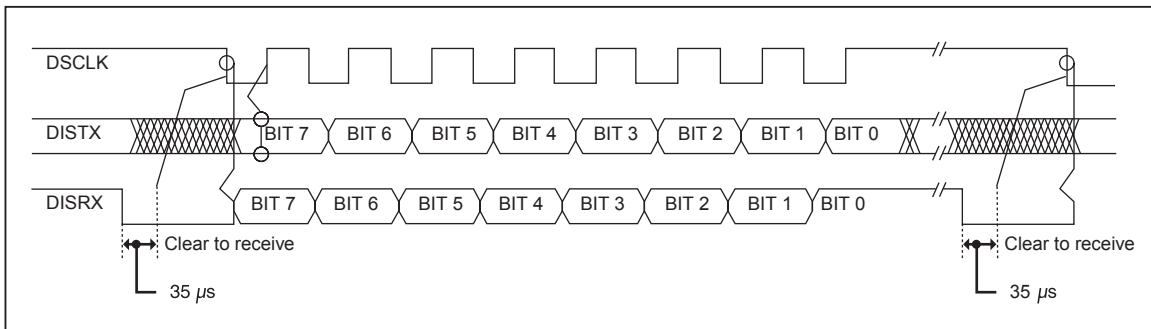 DSCLK
DISTX
BIT 7 BIT 6 BIT 5 BIT 4 BIT 3 BIT 2 BIT 1 BIT 0
DISRX
BIT 7 BIT 6 BIT 5 BIT 4 BIT 3 BIT 2 BIT 1 BIT 0
Clear to receive
Clear to receive
35 µs
35 µs